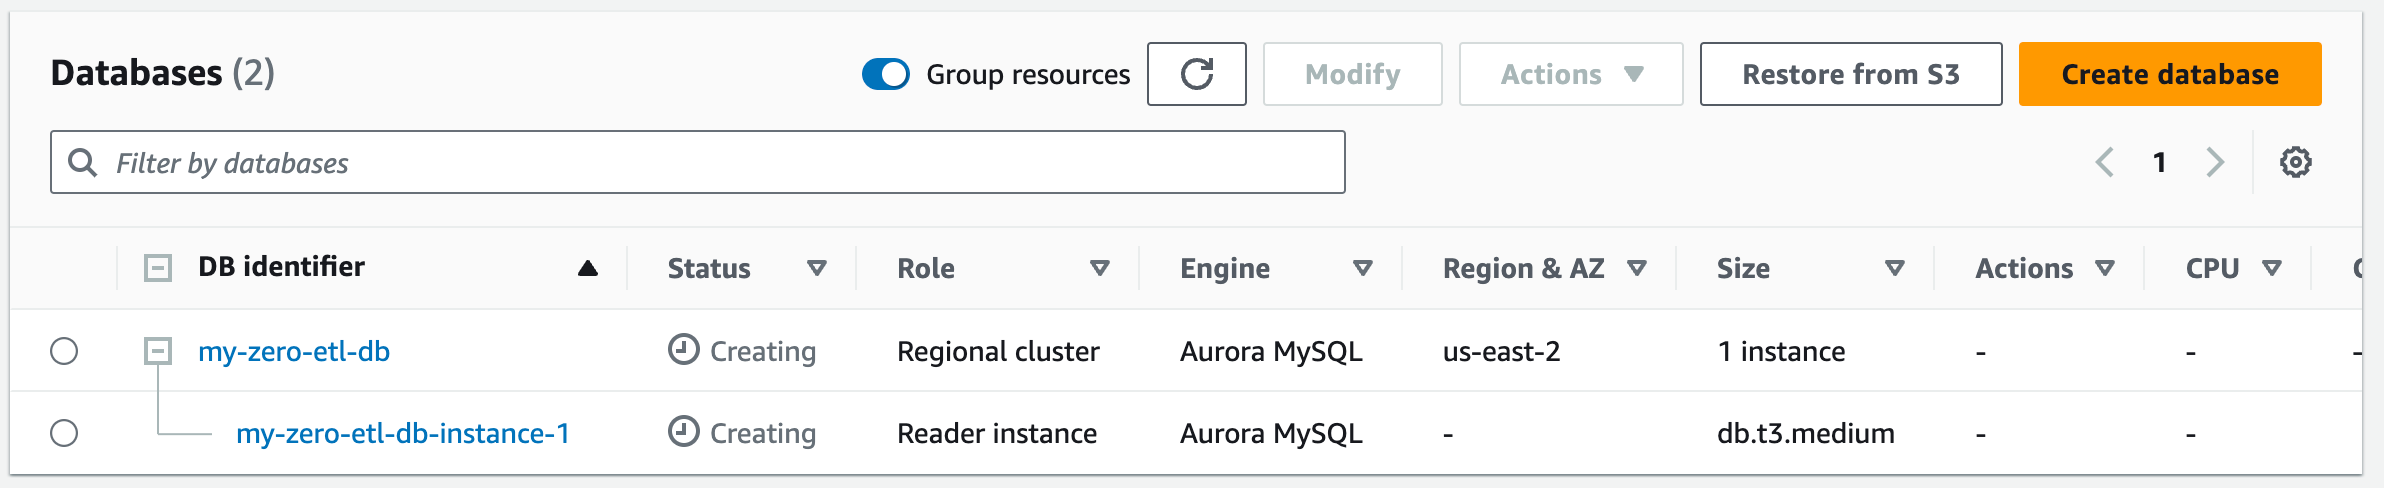 Databases (2) Group resources Modify Actions Restore from S3 Create database
Filter by databases 1
DB identifier Status Role Engine Region & AZ Size Actions CPU
my-zero-etl-db Creating Regional cluster Aurora MySQL us-east-2 1 instance - - -
my-zero-etl-db-instance-1 Creating Reader instance Aurora MySQL - db.t3.medium - -